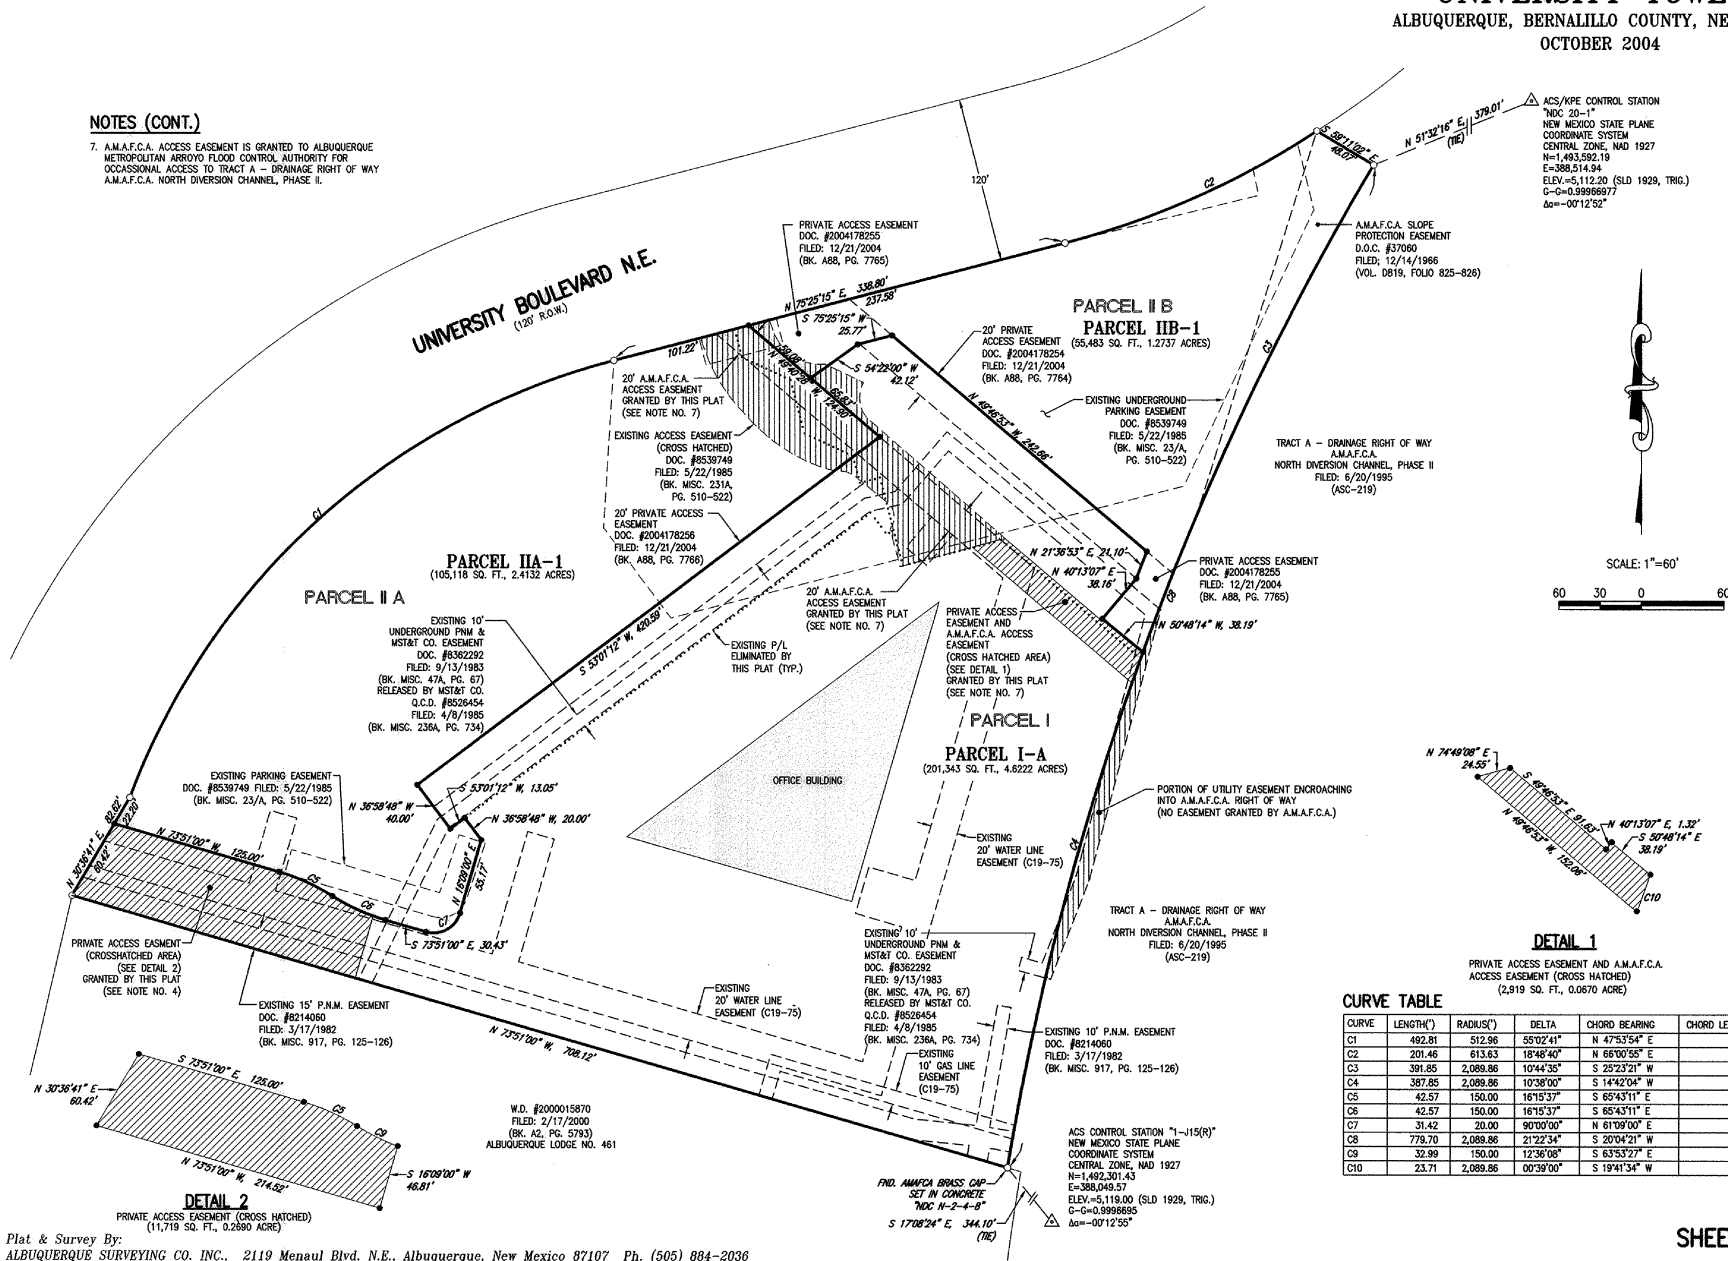 ALBUQUERQUE, BERNALILLO COUNTY, NE
OCTOBER 2004
NOTES (CONT.)
7. A.M.A.F.C.A. ACCESS EASEMENT IS GRANTED TO ALBUQUERQUE
METROPOLITAN ARROYO FLOOD CONTROL AUTHORITY FOR
OCCASSIONAL ACCESS TO TRACT A – DRAINAGE RIGHT OF WAY
A.M.A.F.C.A. NORTH DIVERSION CHANNEL, PHASE II.
ACS/KPE CONTROL STATION
"NDC 20-1"
NEW MEXICO STATE PLANE
COORDINATE SYSTEM
CENTRAL ZONE, NAD 1927
N=1,493,592.19
E=388,514.94
ELEV.=5,112.20 (SLD 1929, TRIG.)
G-G=0.99966977
Δα=-00°12'52"
N 51°32'16" E, 379.01'
(TIE)
S 59°11'02" E
48.07'
120'
C2
UNIVERSITY BOULEVARD N.E.
(120' R.O.W.)
PRIVATE ACCESS EASEMENT
DOC. #2004178255
FILED: 12/21/2004
(BK. A88, PG. 7765)
A.M.A.F.C.A. SLOPE
PROTECTION EASEMENT
D.O.C. #37060
FILED; 12/14/1966
(VOL. D819, FOLIO 825-826)
N 75°25'15" E, 338.80'
237.58'
S 75°25'15" W
25.77'
101.22'
59.08'
N 49°40'26" W, 124.90'
65.83'
S 54°22'00" W
42.12'
PARCEL II B
PARCEL IIB-1
(55,483 SQ. FT., 1.2737 ACRES)
20' PRIVATE
ACCESS EASEMENT
DOC. #2004178254
FILED: 12/21/2004
(BK. A88, PG. 7764)
C3
20' A.M.A.F.C.A.
ACCESS EASEMENT
GRANTED BY THIS PLAT
(SEE NOTE NO. 7)
N 49°46'53" W, 242.66'
EXISTING UNDERGROUND
PARKING EASEMENT
DOC. #8539749
FILED: 5/22/1985
(BK. MISC. 23/A,
PG. 510-522)
EXISTING ACCESS EASEMENT
(CROSS HATCHED)
DOC. #8539749
FILED: 5/22/1985
(BK. MISC. 231A,
PG. 510-522)
TRACT A – DRAINAGE RIGHT OF WAY
A.M.A.F.C.A.
NORTH DIVERSION CHANNEL, PHASE II
FILED: 6/20/1995
(ASC-219)
C1
20' PRIVATE ACCESS
EASEMENT
DOC. #2004178256
FILED: 12/21/2004
(BK. A88, PG. 7766)
PARCEL IIA-1
(105,118 SQ. FT., 2.4132 ACRES)
PARCEL II A
N 21°36'53" E, 21.10'
N 40°13'07" E
38.16'
PRIVATE ACCESS EASEMENT
DOC. #2004178255
FILED: 12/21/2004
(BK. A88, PG. 7765)
C8
N 50°48'14" W, 38.19'
SCALE: 1"=60'
60 30 0 60
20' A.M.A.F.C.A.
ACCESS EASEMENT
GRANTED BY THIS PLAT
(SEE NOTE NO. 7)
PRIVATE ACCESS
EASEMENT AND
A.M.A.F.C.A. ACCESS
EASEMENT
(CROSS HATCHED AREA)
(SEE DETAIL 1)
GRANTED BY THIS PLAT
(SEE NOTE NO. 7)
EXISTING 10'
UNDERGROUND PNM &
MST&T CO. EASEMENT
DOC. #8362292
FILED: 9/13/1983
(BK. MISC. 47A, PG. 67)
RELEASED BY MST&T CO.
Q.C.D. #8526454
FILED: 4/8/1985
(BK. MISC. 236A, PG. 734)
S 53°01'12" W, 420.59'
EXISTING P/L
ELIMINATED BY
THIS PLAT (TYP.)
PARCEL I
PARCEL I-A
(201,343 SQ. FT., 4.6222 ACRES)
OFFICE BUILDING
EXISTING PARKING EASEMENT
DOC. #8539749 FILED: 5/22/1985
(BK. MISC. 23/A, PG. 510-522)
S 53°01'12" W, 13.05'
N 36°58'48" W
40.00'
N 36°58'48" W, 20.00'
N 16°09'00" E
55.17'
PORTION OF UTILITY EASEMENT ENCROACHING
INTO A.M.A.F.C.A. RIGHT OF WAY
(NO EASEMENT GRANTED BY A.M.A.F.C.A.)
EXISTING
20' WATER LINE
EASEMENT (C19-75)
C4
N 30°36'41" E, 82.62'
22.20'
60.42'
N 73°51'00" W, 125.00'
C5
C6
C7
S 73°51'00" E, 30.43'
N 74°49'08" E
24.55'
S 49°46'53" E 91.63'
N 49°46'53" W, 152.06'
N 40°13'07" E, 1.32'
S 50°48'14" E
38.19'
C10
DETAIL 1
PRIVATE ACCESS EASEMENT AND A.M.A.F.C.A.
ACCESS EASEMENT (CROSS HATCHED)
(2,919 SQ. FT., 0.0670 ACRE)
TRACT A – DRAINAGE RIGHT OF WAY
A.M.A.F.C.A.
NORTH DIVERSION CHANNEL, PHASE II
FILED: 6/20/1995
(ASC-219)
PRIVATE ACCESS EASMENT
(CROSSHATCHED AREA)
(SEE DETAIL 2)
GRANTED BY THIS PLAT
(SEE NOTE NO. 4)
EXISTING 15' P.N.M. EASEMENT
DOC. #8214060
FILED: 3/17/1982
(BK. MISC. 917, PG. 125-126)
N 73°51'00" W, 708.12'
EXISTING
20' WATER LINE
EASEMENT (C19-75)
EXISTING 10'
UNDERGROUND PNM &
MST&T CO. EASEMENT
DOC. #8362292
FILED: 9/13/1983
(BK. MISC. 47A, PG. 67)
RELEASED BY MST&T CO.
Q.C.D. #8526454
FILED: 4/8/1985
(BK. MISC. 236A, PG. 734)
EXISTING
10' GAS LINE
EASEMENT
(C19-75)
EXISTING 10' P.N.M. EASEMENT
DOC. #8214060
FILED: 3/17/1982
(BK. MISC. 917, PG. 125-126)
CURVE TABLE
CURVE LENGTH(') RADIUS(') DELTA CHORD BEARING CHORD LE
C1 492.81 512.96 55°02'41" N 47°53'54" E
C2 201.46 613.63 18°48'40" N 66°00'55" E
C3 391.85 2,089.86 10°44'35" S 25°23'21" W
C4 387.85 2,089.86 10°38'00" S 14°42'04" W
C5 42.57 150.00 16°15'37" S 65°43'11" E
C6 42.57 150.00 16°15'37" S 65°43'11" E
C7 31.42 20.00 90°00'00" N 61°09'00" E
C8 779.70 2,089.86 21°22'34" S 20°04'21" W
C9 32.99 150.00 12°36'08" S 63°53'27" E
C10 23.71 2,089.86 00°39'00" S 19°41'34" W
S 73°51'00" E, 125.00'
N 30°36'41" E
60.42'
C5
C9
S 16°09'00" W
46.81'
N 73°51'00" W, 214.52'
DETAIL 2
PRIVATE ACCESS EASEMENT (CROSS HATCHED)
(11,719 SQ. FT., 0.2690 ACRE)
W.D. #2000015870
FILED: 2/17/2000
(BK. A2, PG. 5793)
ALBUQUERQUE LODGE NO. 461
FND. AMAFCA BRASS CAP
SET IN CONCRETE
"NDC N-2-4-B"
S 17°08'24" E, 344.10'
(TIE)
ACS CONTROL STATION "1-J15(R)"
NEW MEXICO STATE PLANE
COORDINATE SYSTEM
CENTRAL ZONE, NAD 1927
N=1,492,301.43
E=388,049.57
ELEV.=5,119.00 (SLD 1929, TRIG.)
G-G=0.9996695
Δα=-00°12'55"
SHEE
Plat & Survey By:
ALBUQUERQUE SURVEYING CO. INC., 2119 Menaul Blvd. N.E., Albuquerque, New Mexico 87107 Ph. (505) 884-2036